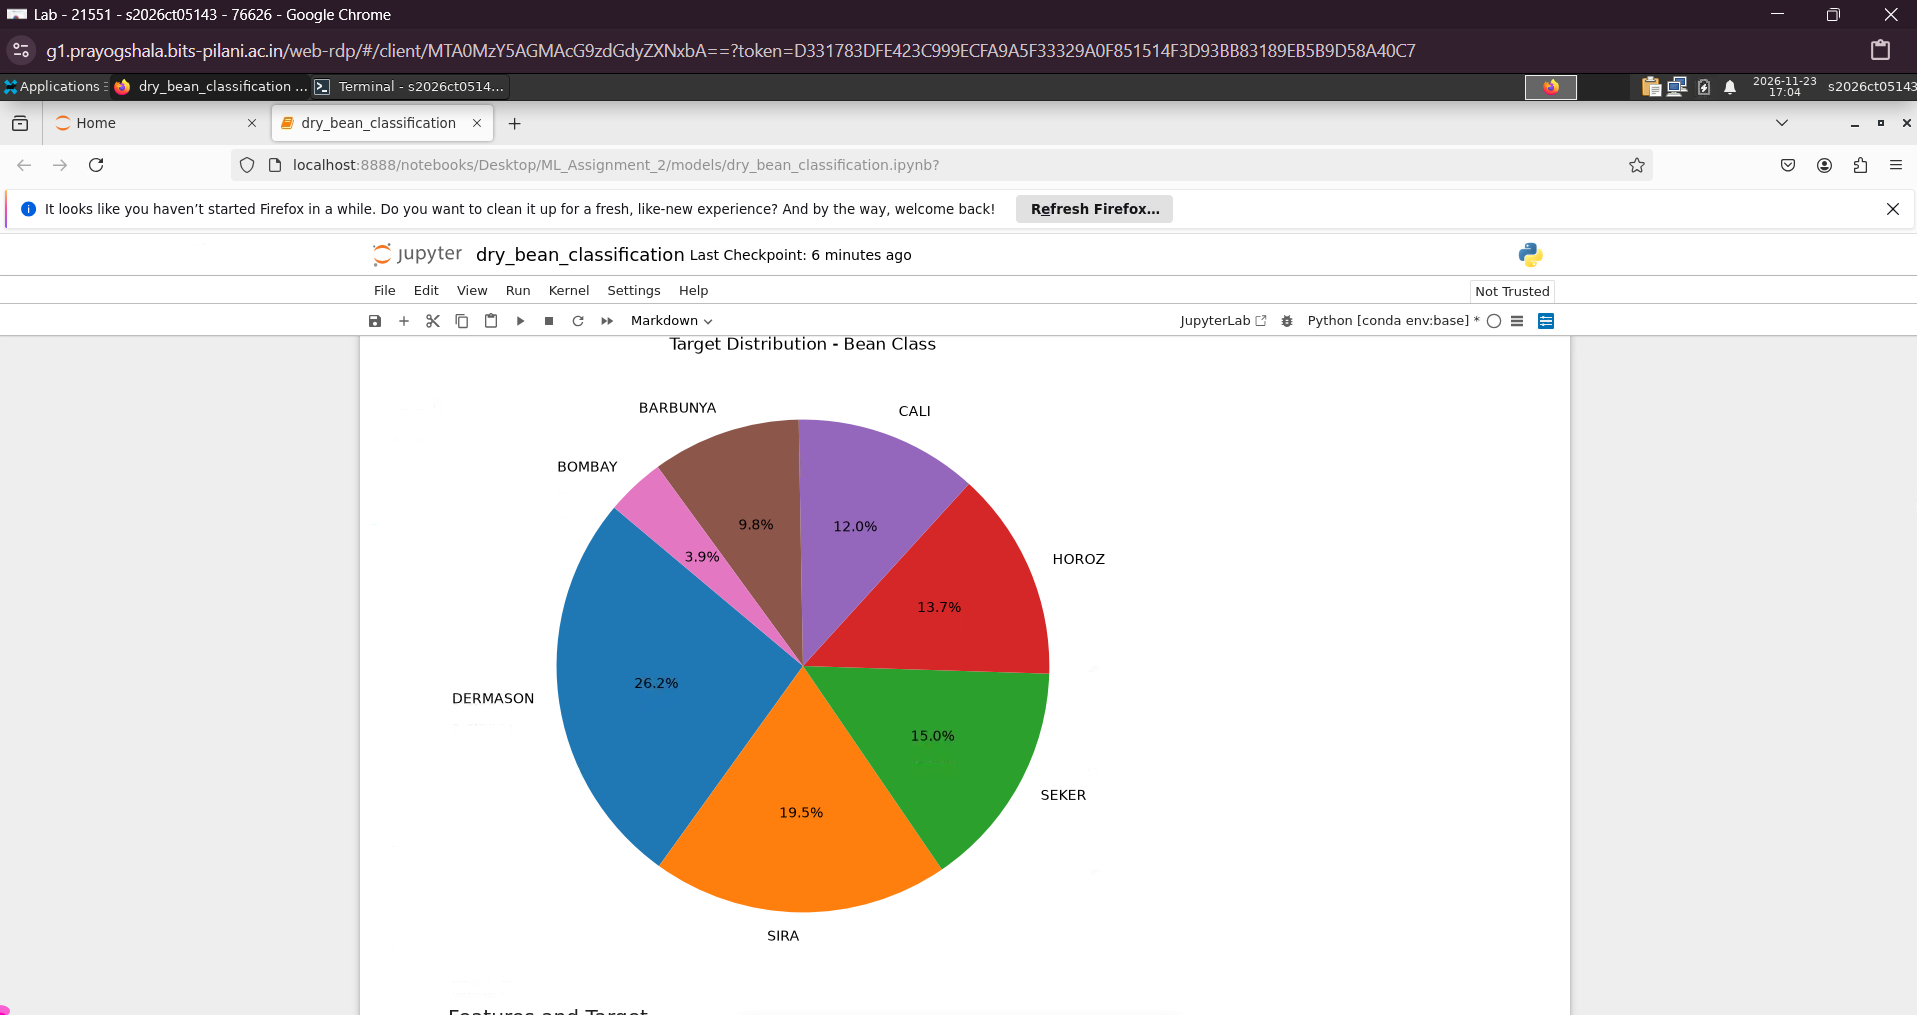 Lab - 21551 - s2026ct05143 - 76626 - Google Chrome
g1.prayogshala.bits-pilani.ac.in/web-rdp/#/client/MTA0MzY5AGMAcG9zdGdyZXNxbA==?token=D331783DFE423C999ECFA9A5F33329A0F851514F3D93BB83189EB5B9D58A40C7
Applications dry_bean_classification ... Terminal - s2026ct0514... 2026-11-23 s2026ct05143
17:04
Home dry_bean_classification
localhost:8888/notebooks/Desktop/ML_Assignment_2/models/dry_bean_classification.ipynb?
It looks like you haven’t started Firefox in a while. Do you want to clean it up for a fresh, like-new experience? And by the way, welcome back! Refresh Firefox...
jupyter dry_bean_classification Last Checkpoint: 6 minutes ago
File Edit View Run Kernel Settings Help Not Trusted
Markdown JupyterLab Python [conda env:base] *
Target Distribution - Bean Class
BARBUNYA CALI
BOMBAY
9.8% 12.0%
3.9% HOROZ
13.7%
26.2%
DERMASON
15.0%
SEKER
19.5%
SIRA
Features and Target